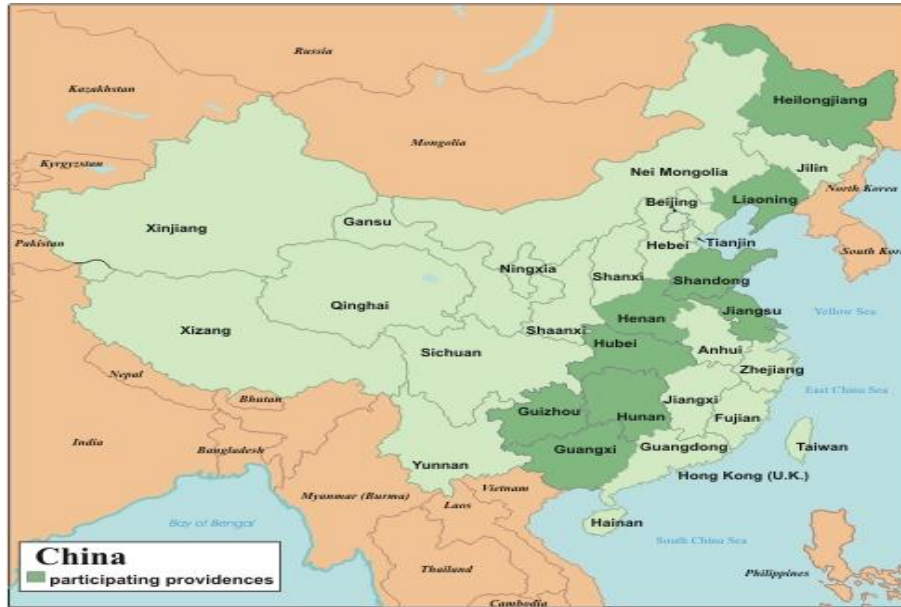 Russia
Kazakhstan
Mongolia
Heilongjiang
Kyrgyzstan
Jilin
Nei Mongolia
North Korea
Liaoning
Beijing
Xinjiang
Gansu
Pakistan
Hebei
Tianjin
South Kore
Ningxia
Shanxi
Shandong
Qinghai
Henan
Jiangsu
Yellow Sea
Xizang
Shaanxi
Hubei
Sichuan
Anhui
Zhejiang
Nepal
East China Sea
Bhutan
Jiangxi
Guizhou
Hunan
Fujian
India
Bangladesh
Guangxi
Guangdong
Taiwan
Yunnan
Hong Kong (U.K.)
Vietnam
Myanmar (Burma)
Laos
Bay of Bengal
Hainan
South China Sea
China
participating providences
Thailand
Philippines
Cambodia